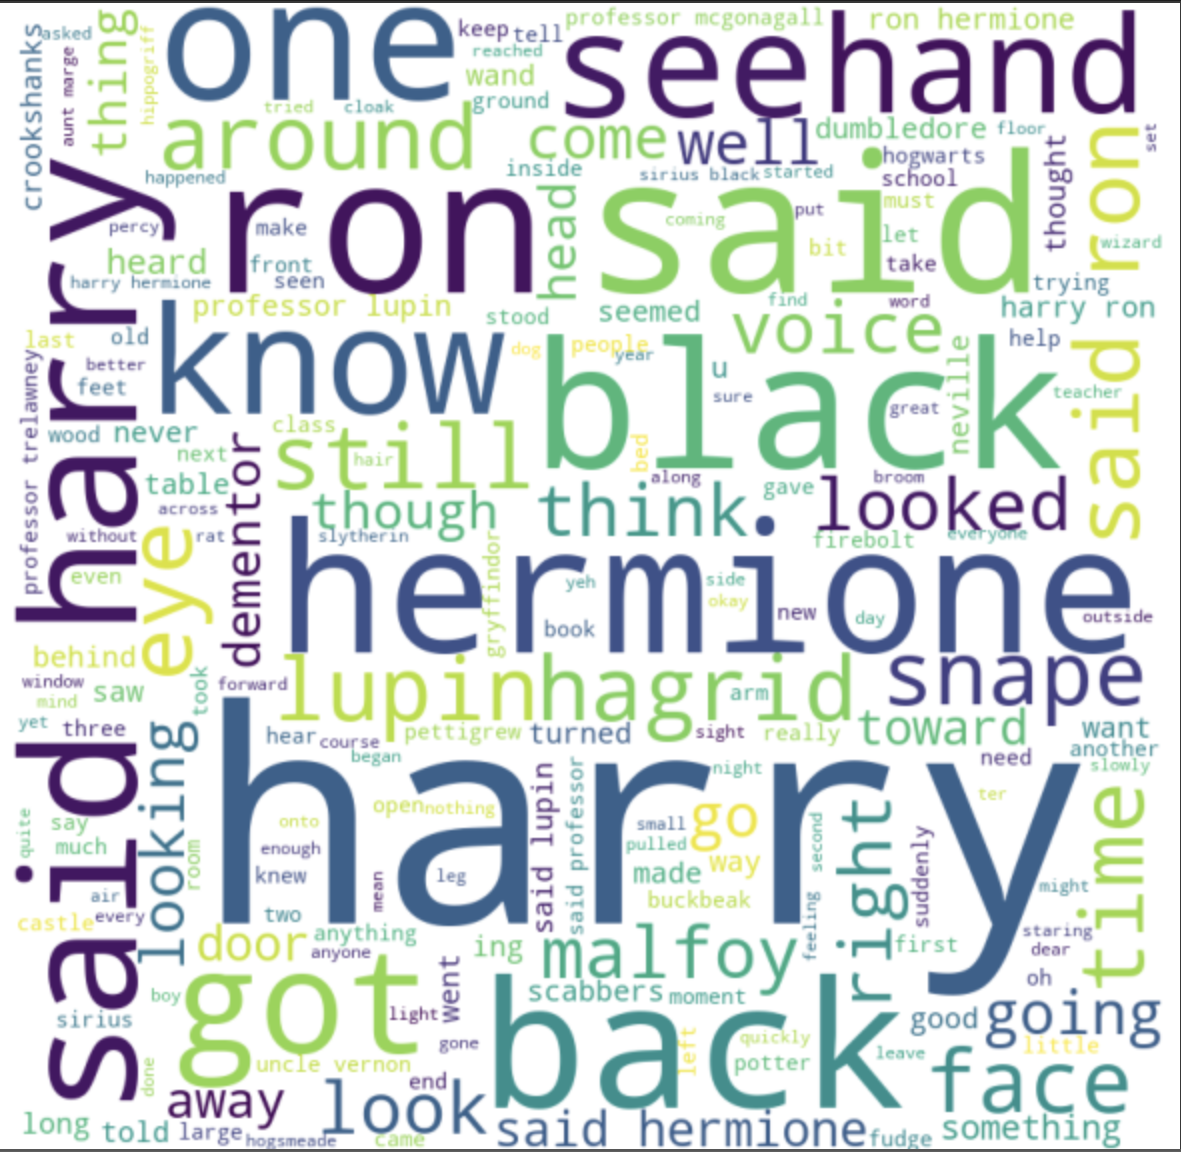 asked
crookshanks
aunt marge
thing
hippogriff
one
keep
tell
reached
wand
ground
professor mcgonagall
ron hermione
see
hand
tried
cloak
around
come
well
dumbledore
floor
set
hogwarts
school
must
thought
ron
inside
sirius black
started
happened
harry
ron
head
said
coming
put
bit
let
take
wizard
percy
make
heard
front
seen
harry hermione
trying
professor lupin
stood
seemed
find
word
harry ron
last
old
know
dog
people
year
voice
help
better
feet
black
u
sure
great
neville
teacher
said
professor trelawney
wood
never
class
still
hair
bed
next
table
dementor
along
broom
across
though
think
gave
looked
without
rat
slytherin
firebolt
everyone
eye
even
hermione
gryffindor
yeh
side
okay
book
new
day
outside
behind
window
saw
mind
took
forward
lupin
hagrid
arm
snape
yet
three
hear
course
began
pettigrew
turned
sight
really
toward
want
another
need
slowly
said harry
looking
harry
open
nothing
said lupin
said professor
night
ter
time
quite
say
much
room
onto
enough
knew
leg
mean
small
pulled
go
way
made
buckbeak
second
right
suddenly
might
air
castle
every
two
door
anything
anyone
ing
malfoy
feeling
first
staring
dear
oh
boy
got
light
went
scabbers
moment
sirius
back
good
going
gone
left
quickly
potter
leave
little
done
uncle vernon
face
away
end
look
long
told
large
hogsmeade
came
said hermione
fudge
something